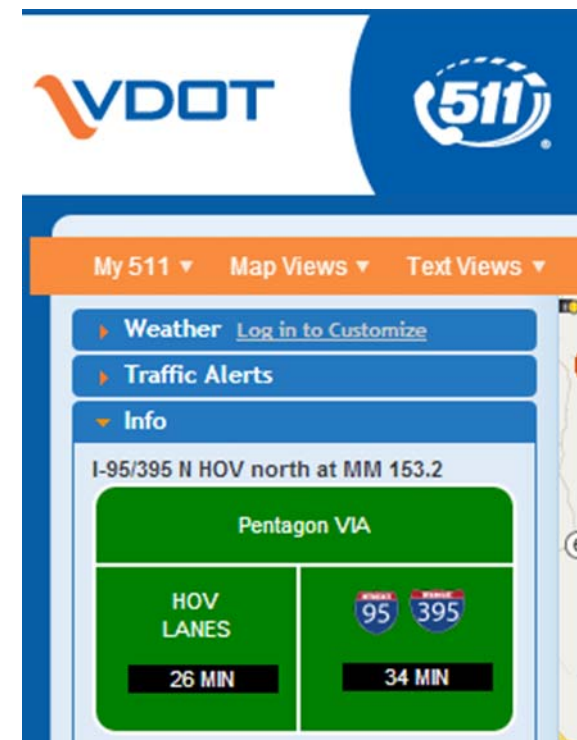 VDOT
511
®
My 511 ▼ Map Views ▼ Text Views ▼
Weather Log in to Customize
Traffic Alerts
Info
I-95/395 N HOV north at MM 153.2
Pentagon VIA
HOV
LANES
95 395
26 MIN
34 MIN